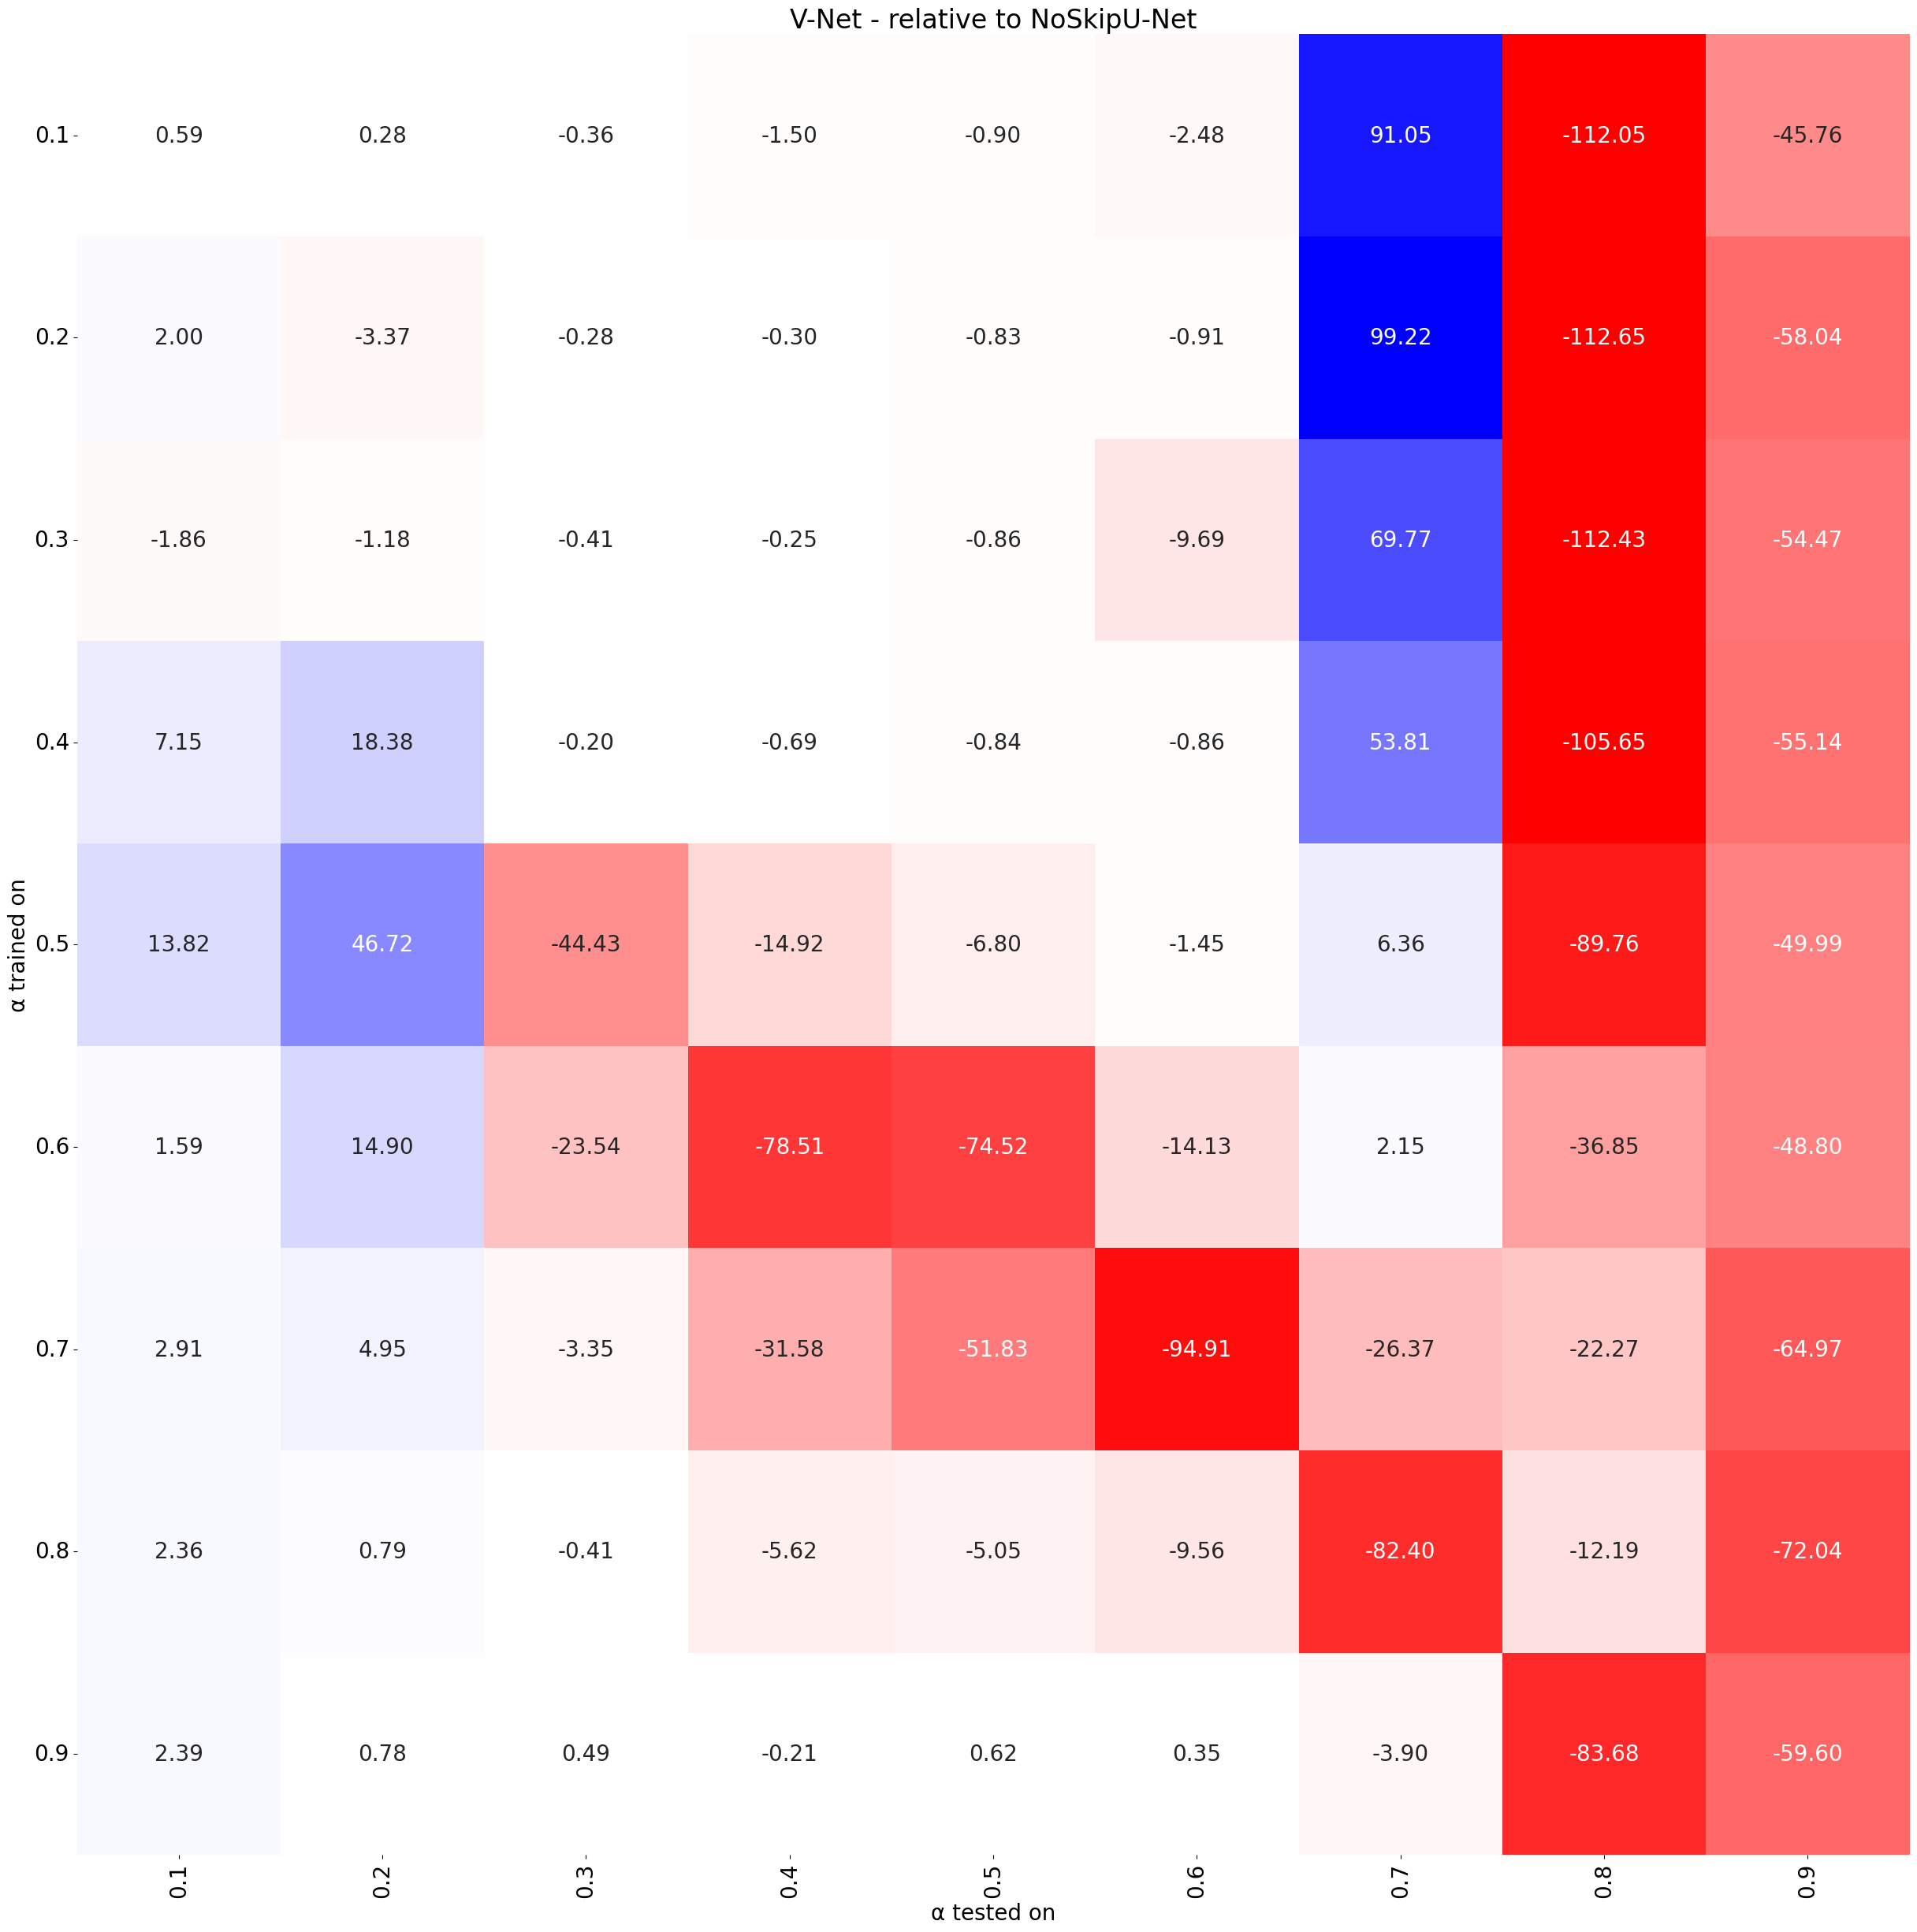 V-Net - relative to NoSkipU-Net
α trained on
0.1 0.59 0.28 -0.36 -1.50 -0.90 -2.48 91.05 -112.05 -45.76
0.2 2.00 -3.37 -0.28 -0.30 -0.83 -0.91 99.22 -112.65 -58.04
0.3 -1.86 -1.18 -0.41 -0.25 -0.86 -9.69 69.77 -112.43 -54.47
0.4 7.15 18.38 -0.20 -0.69 -0.84 -0.86 53.81 -105.65 -55.14
0.5 13.82 46.72 -44.43 -14.92 -6.80 -1.45 6.36 -89.76 -49.99
0.6 1.59 14.90 -23.54 -78.51 -74.52 -14.13 2.15 -36.85 -48.80
0.7 2.91 4.95 -3.35 -31.58 -51.83 -94.91 -26.37 -22.27 -64.97
0.8 2.36 0.79 -0.41 -5.62 -5.05 -9.56 -82.40 -12.19 -72.04
0.9 2.39 0.78 0.49 -0.21 0.62 0.35 -3.90 -83.68 -59.60
0.1 0.2 0.3 0.4 0.5 0.6 0.7 0.8 0.9
α tested on